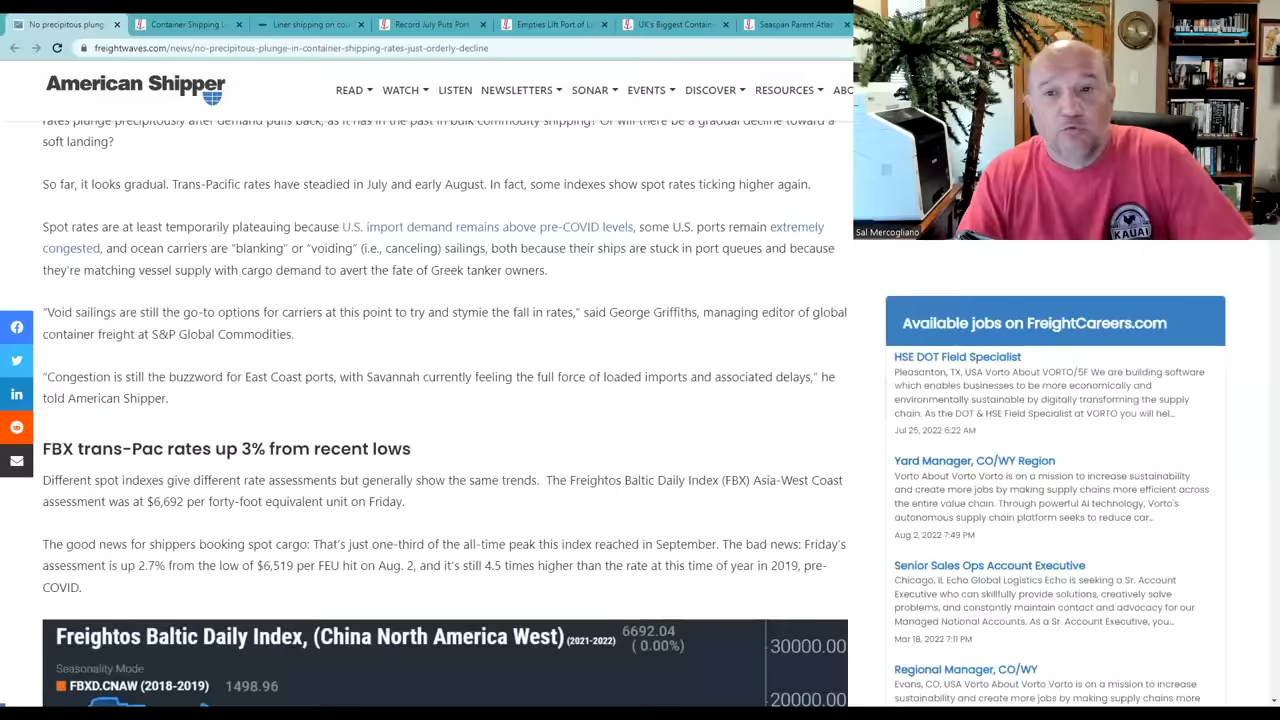 No precipitous plung
Container Shipping L
Liner shipping on cou
Record July Puts Port
Empties Lift Port of L
UK's Biggest Contain
Seaspan Parent Atlas
freightwaves.com/news/no-precipitous-plunge-in-container-shipping-rates-just-orderly-decline
American Shipper
READ WATCH LISTEN NEWSLETTERS SONAR EVENTS DISCOVER RESOURCES ABO
rates plunge precipitously after demand pulls back, as it has in the past in bulk commodity shipping? Or will there be a gradual decline toward a
soft landing?
So far, it looks gradual. Trans-Pacific rates have steadied in July and early August. In fact, some indexes show spot rates ticking higher again.
Spot rates are at least temporarily plateauing because U.S. import demand remains above pre-COVID levels, some U.S. ports remain extremely
congested, and ocean carriers are “blanking” or “voiding” (i.e., canceling) sailings, both because their ships are stuck in port queues and because
they’re matching vessel supply with cargo demand to avert the fate of Greek tanker owners.
“Void sailings are still the go-to options for carriers at this point to try and stymie the fall in rates,” said George Griffiths, managing editor of global
container freight at S&P Global Commodities.
“Congestion is still the buzzword for East Coast ports, with Savannah currently feeling the full force of loaded imports and associated delays,” he
told American Shipper.
FBX trans-Pac rates up 3% from recent lows
Different spot indexes give different rate assessments but generally show the same trends. The Freightos Baltic Daily Index (FBX) Asia-West Coast
assessment was at $6,692 per forty-foot equivalent unit on Friday.
The good news for shippers booking spot cargo: That’s just one-third of the all-time peak this index reached in September. The bad news: Friday’s
assessment is up 2.7% from the low of $6,519 per FEU hit on Aug. 2, and it’s still 4.5 times higher than the rate at this time of year in 2019, pre-
COVID.
Freightos Baltic Daily Index, (China North America West) (2021-2022)
6692.04
( 0.00%)
30000.00
Seasonality Mode
FBXD.CNAW (2018-2019) 1498.96
20000.00
KAUAI
Sal Mercogliano
Available jobs on FreightCareers.com
HSE DOT Field Specialist
Pleasanton, TX, USA Vorto About VORTO/5F We are building software
which enables businesses to be more economically and
environmentally sustainable by digitally transforming the supply
chain. As the DOT & HSE Field Specialist at VORTO you will hel...
Jul 25, 2022 6:22 AM
Yard Manager, CO/WY Region
Vorto About Vorto Vorto is on a mission to increase sustainability
and create more jobs by making supply chains more efficient across
the entire value chain. Through powerful AI technology, Vorto's
autonomous supply chain platform seeks to reduce car...
Aug 2, 2022 7:49 PM
Senior Sales Ops Account Executive
Chicago, IL Echo Global Logistics Echo is seeking a Sr. Account
Executive who can skillfully provide solutions, creatively solve
problems, and constantly maintain contact and advocacy for our
Managed National Accounts. As a Sr. Account Executive, you...
Mar 18, 2022 7:11 PM
Regional Manager, CO/WY
Evans, CO, USA Vorto About Vorto Vorto is on a mission to increase
sustainability and create more jobs by making supply chains more